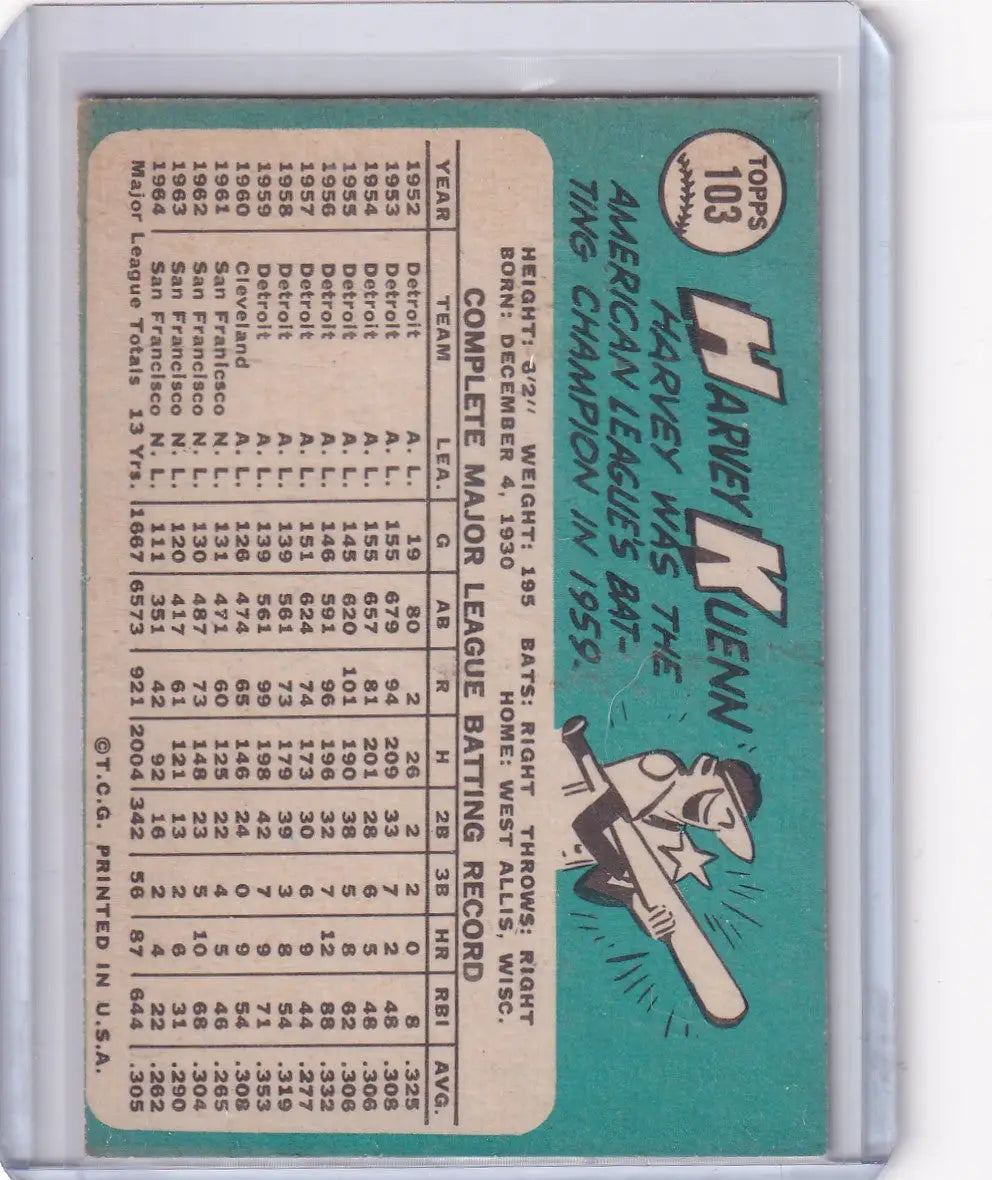 TOPPS
103
HARVEY KUENN
HARVEY WAS THE
AMERICAN LEAGUE'S BAT-
TING CHAMPION IN 1959.
HEIGHT: 3/2" WEIGHT: 195 BATS: RIGHT THROWS: RIGHT
BORN: DECEMBER 4, 1930 HOME: WEST ALLIS, WISC.
COMPLETE MAJOR LEAGUE BATTING RECORD
YEAR TEAM LEA. G AB R H 2B 3B HR RBI AVG.
1952 Detroit A. L. 19 80 2 26 2 2 0 8 .325
1953 Detroit A. L. 155 679 94 209 33 7 2 48 .308
1954 Detroit A. L. 155 657 81 201 28 6 5 48 .306
1955 Detroit A. L. 145 620 101 190 38 5 8 62 .306
1956 Detroit A. L. 146 591 96 196 32 7 12 88 .332
1957 Detroit A. L. 151 624 74 173 30 6 9 44 .277
1958 Detroit A. L. 139 561 73 179 39 3 8 54 .319
1959 Detroit A. L. 139 561 99 198 42 7 9 71 .353
1960 Cleveland A. L. 126 474 65 146 24 0 9 54 .308
1961 San Franicsco N. L. 131 471 60 125 22 4 5 46 .265
1962 San Francisco N. L. 130 487 73 148 23 5 10 68 .304
1963 San Francisco N. L. 120 417 61 121 13 2 6 31 .290
1964 San Francisco N. L. 111 351 42 92 16 2 4 22 .262
Major League Totals 13 Yrs. 1667 6573 921 2004 342 56 87 644 .305
©T.C.G. PRINTED IN U.S.A.